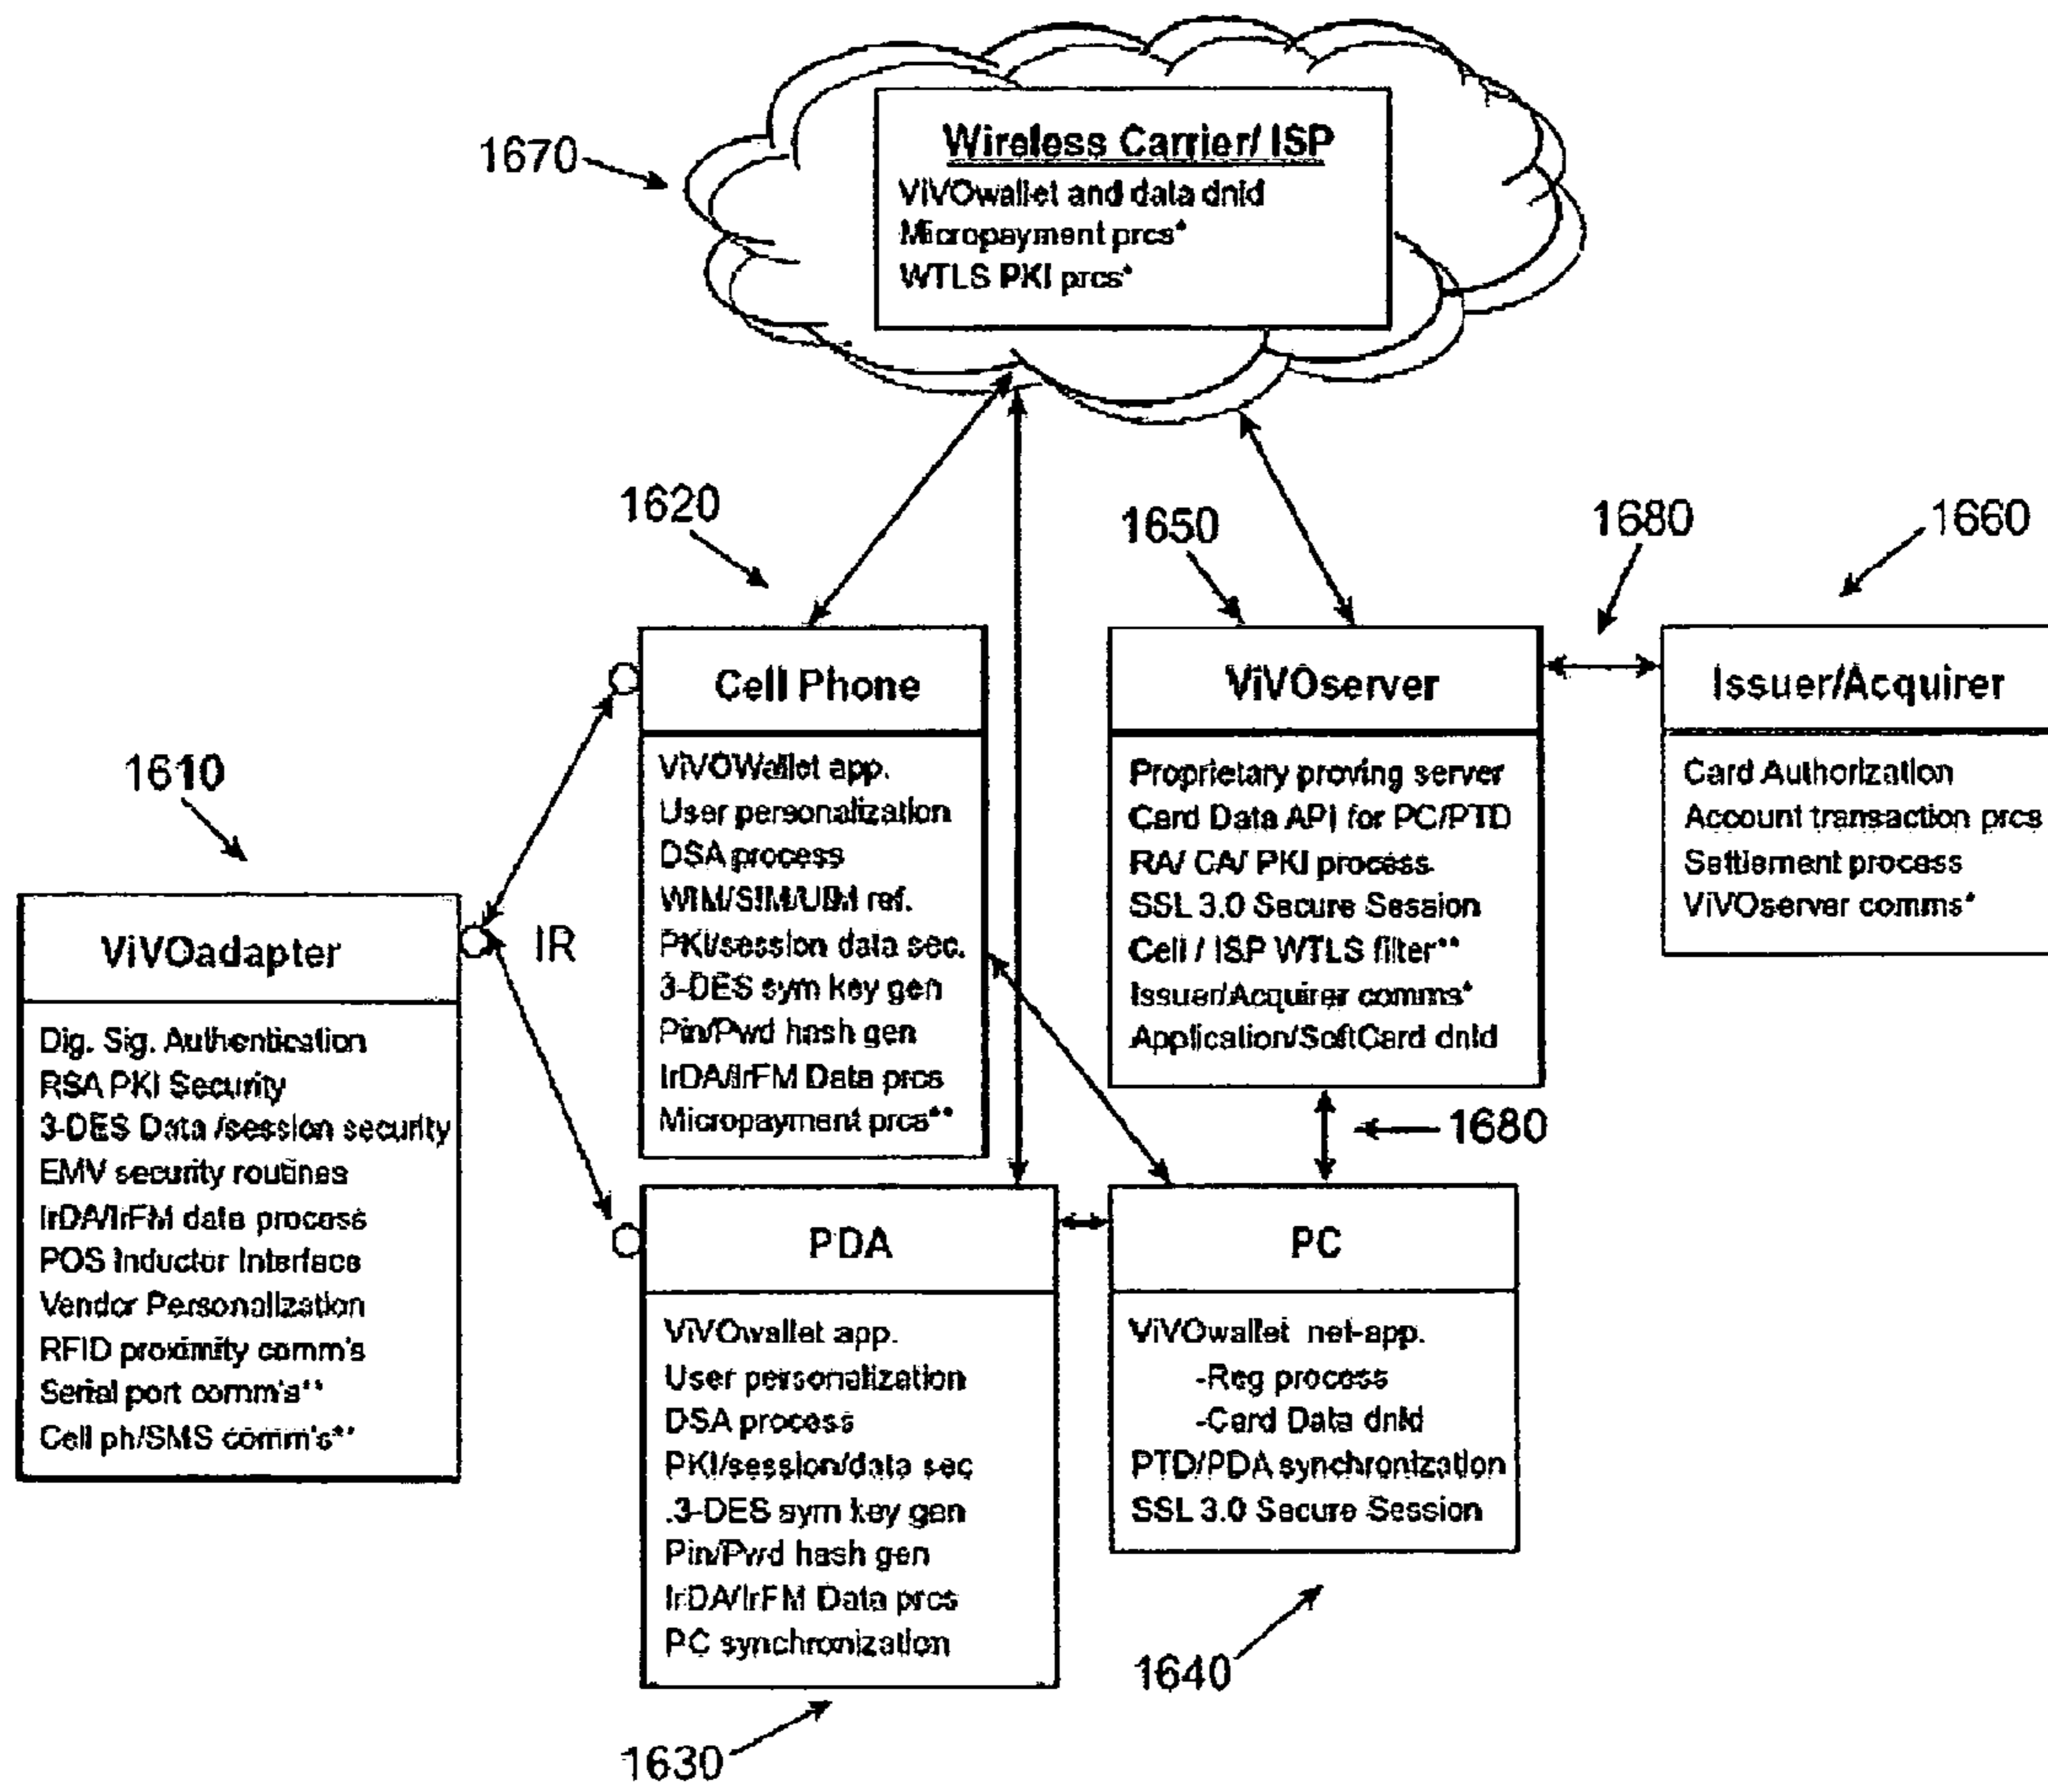 1670
Wireless Carrier/ ISP
ViVOwallet and data dnld
Micropayment prcs*
WTLS PKI prcs*
1620
1650
1680
1660
Cell Phone
ViVOWallet app.
User personalization
DSA process
WIM/SIM/UIM ref.
PKI/session data sec.
3-DES sym key gen
Pin/Pwd hash gen
IrDA/IrFM Data prcs
Micropayment prcs**
ViVOserver
Proprietary proving server
Card Data API for PC/PTD
RA/ CA/ PKI process
SSL 3.0 Secure Session
Cell / ISP WTLS filter**
Issuer/Acquirer comms*
Application/SoftCard dnld
Issuer/Acquirer
Card Authorization
Account transaction prcs
Settlement process
ViVOserver comms*
1610
IR
ViVOadapter
Dig. Sig. Authentication
RSA PKI Security
3-DES Data /session security
EMV security routines
IrDA/IrFM data process
POS Inductor Interface
Vendor Personalization
RFID proximity comm's
Serial port comm's**
Cell ph/SMS comm's**
1680
PDA
ViVOwallet app.
User personalization
DSA process
PKI/session/data sec
.3-DES sym key gen
Pin/Pwd hash gen
IrDA/IrFM Data prcs
PC synchronization
PC
ViVOwallet net-app.
-Reg process
-Card Data dnld
PTD/PDA synchronization
SSL 3.0 Secure Session
1640
1630